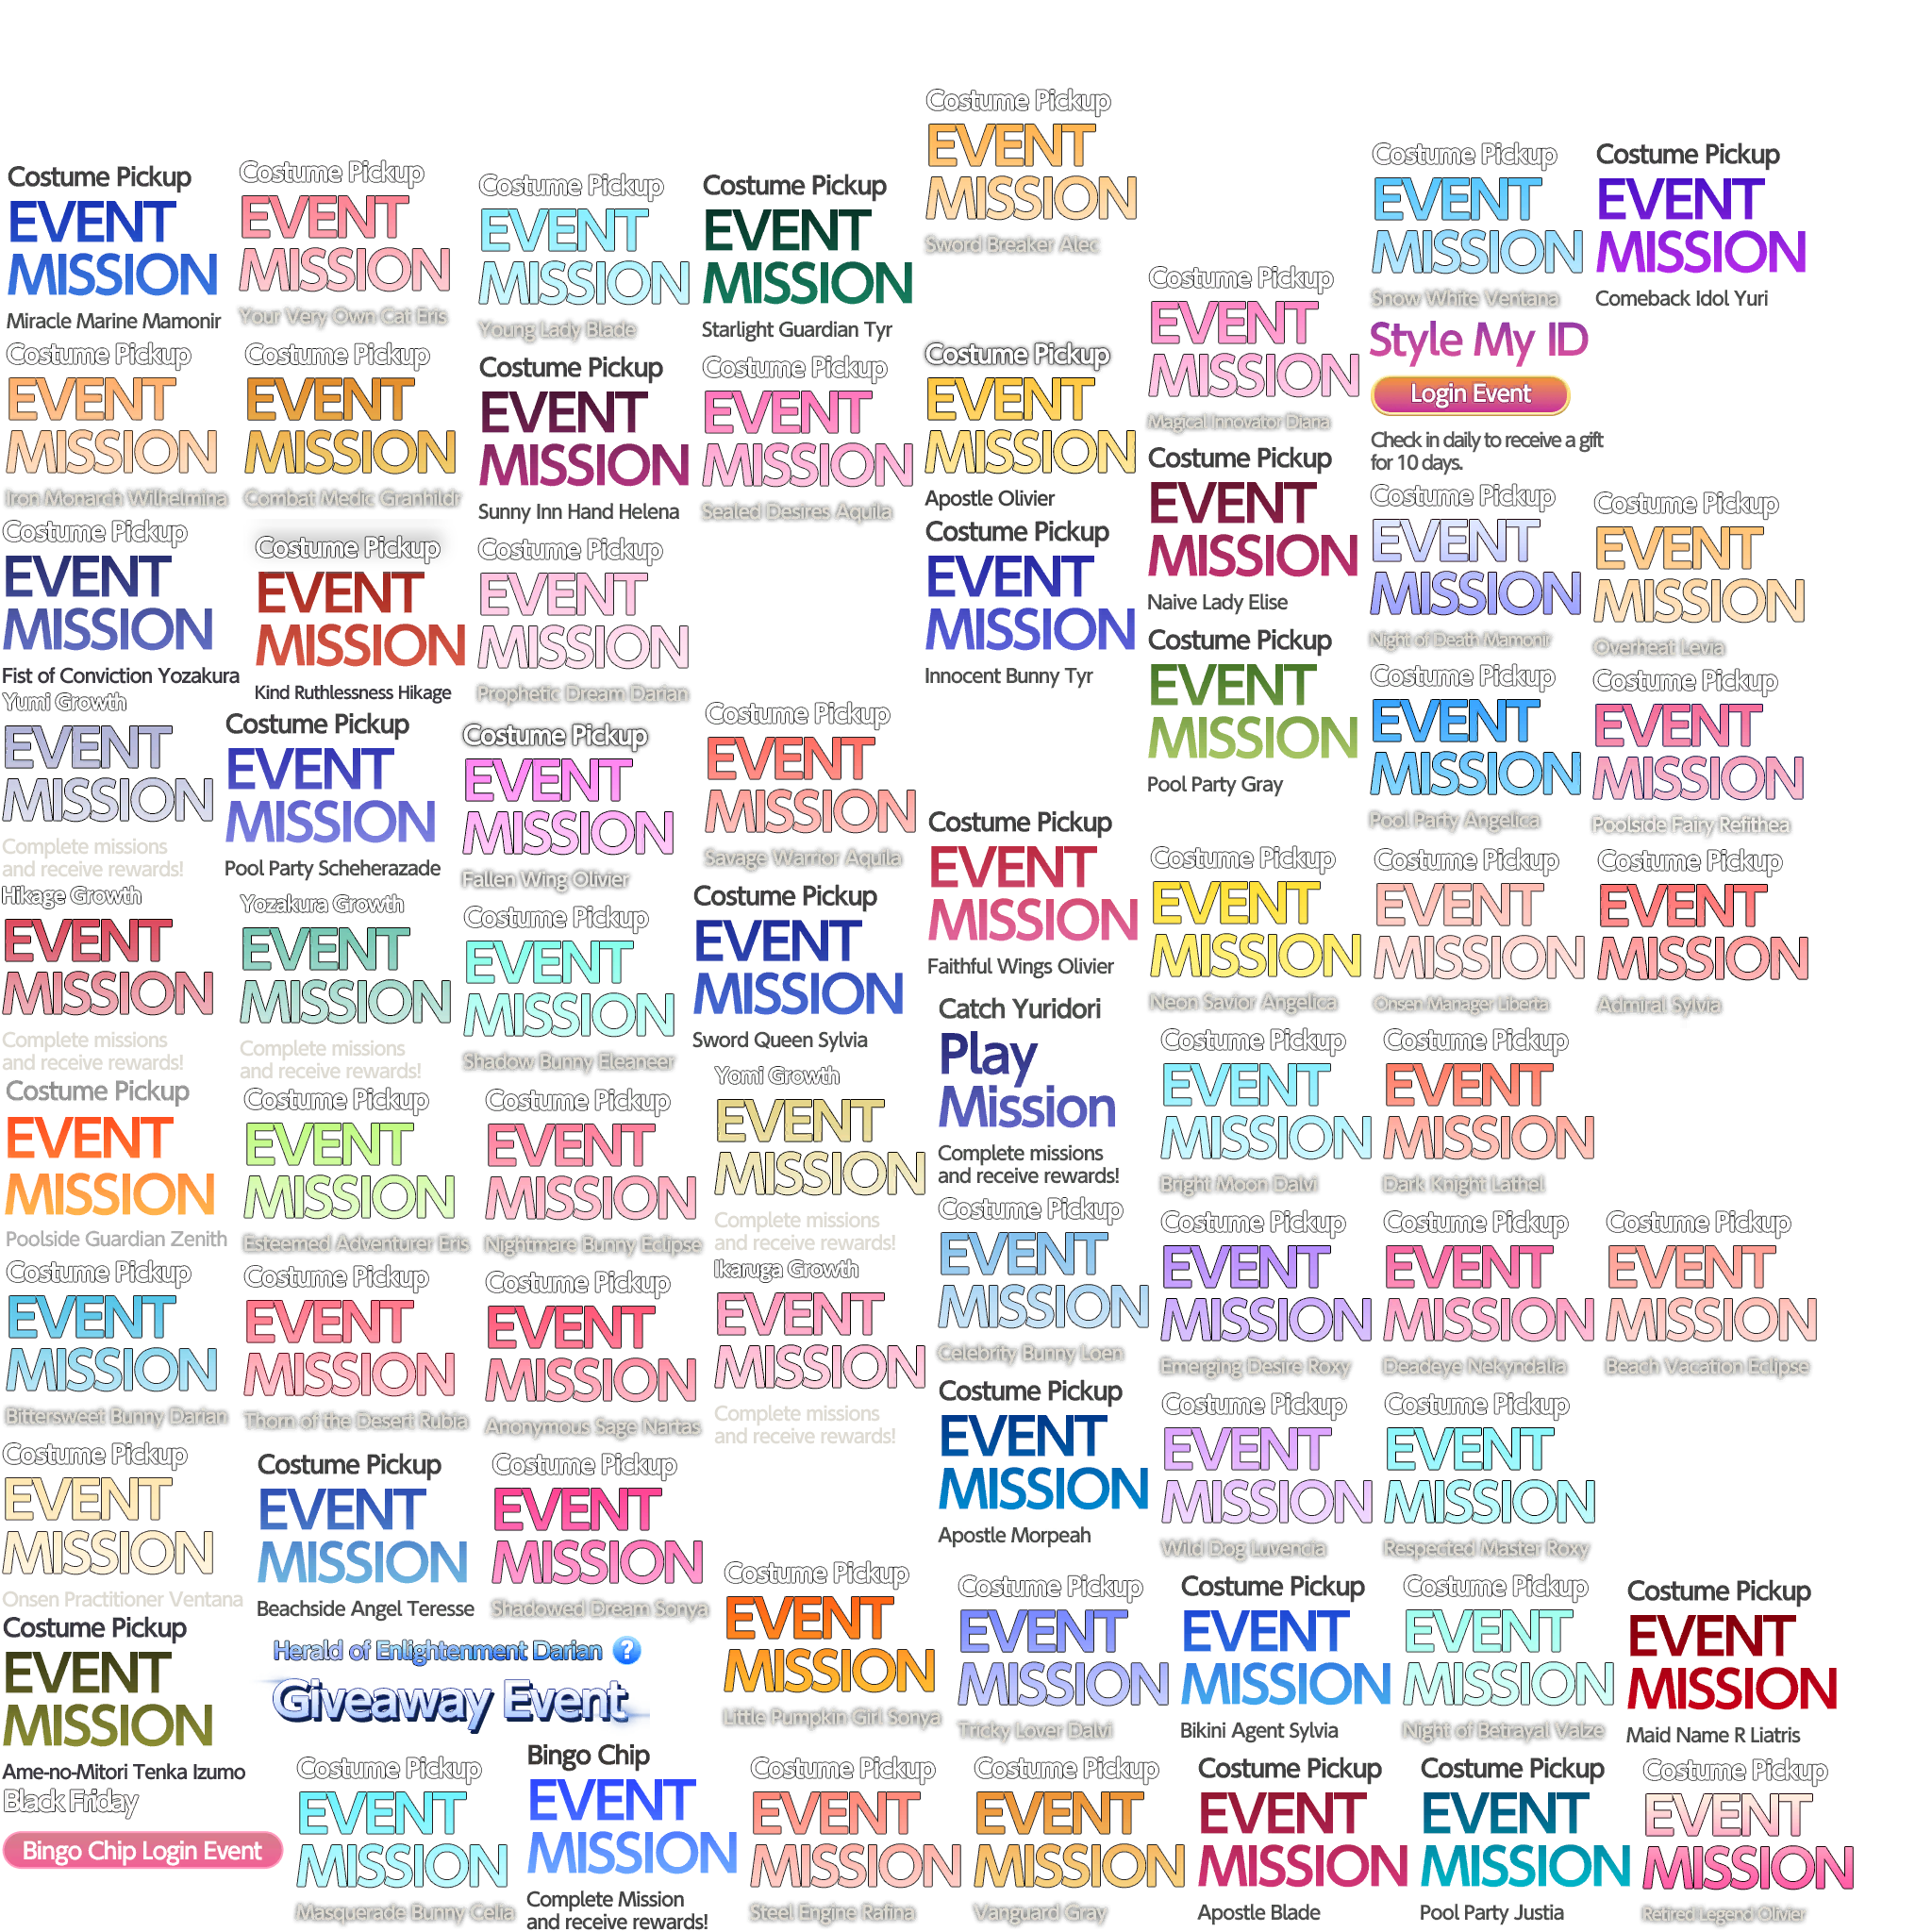 Costume Pickup
EVENT
MISSION
Miracle Marine Mamonir
Costume Pickup
EVENT
MISSION
Iron Monarch Wilhelmina
Costume Pickup
EVENT
MISSION
Fist of Conviction Yozakura
Yumi Growth
EVENT
MISSION
Complete missions
and receive rewards!
Hikage Growth
EVENT
MISSION
Complete missions
and receive rewards!
Costume Pickup
EVENT
MISSION
Poolside Guardian Zenith
Costume Pickup
EVENT
MISSION
Bittersweet Bunny Darian
Costume Pickup
EVENT
MISSION
Onsen Practitioner Ventana
Costume Pickup
EVENT
MISSION
Ame-no-Mitori Tenka Izumo
Black Friday
Bingo Chip Login Event
Costume Pickup
EVENT
MISSION
Your Very Own Cat Eris
Costume Pickup
EVENT
MISSION
Combat Medic Granhildr
Costume Pickup
EVENT
MISSION
Kind Ruthlessness Hikage
Costume Pickup
EVENT
MISSION
Pool Party Scheherazade
Yozakura Growth
EVENT
MISSION
Complete missions
and receive rewards!
Costume Pickup
EVENT
MISSION
Esteemed Adventurer Eris
Costume Pickup
EVENT
MISSION
Thorn of the Desert Rubia
Costume Pickup
EVENT
MISSION
Beachside Angel Teresse
Herald of Enlightenment Darian ?
Giveaway Event
Costume Pickup
EVENT
MISSION
Masquerade Bunny Celia
Costume Pickup
EVENT
MISSION
Young Lady Blade
Costume Pickup
EVENT
MISSION
Sunny Inn Hand Helena
Costume Pickup
EVENT
MISSION
Prophetic Dream Darian
Costume Pickup
EVENT
MISSION
Fallen Wing Olivier
Costume Pickup
EVENT
MISSION
Shadow Bunny Eleaneer
Costume Pickup
EVENT
MISSION
Nightmare Bunny Eclipse
Costume Pickup
EVENT
MISSION
Anonymous Sage Nartas
Costume Pickup
EVENT
MISSION
Shadowed Dream Sonya
Bingo Chip
EVENT
MISSION
Complete Mission
and receive rewards!
Costume Pickup
EVENT
MISSION
Starlight Guardian Tyr
Costume Pickup
EVENT
MISSION
Sealed Desires Aquila
Costume Pickup
EVENT
MISSION
Savage Warrior Aquila
Costume Pickup
EVENT
MISSION
Sword Queen Sylvia
Yomi Growth
EVENT
MISSION
Complete missions
and receive rewards!
Ikaruga Growth
EVENT
MISSION
Complete missions
and receive rewards!
Costume Pickup
EVENT
MISSION
Little Pumpkin Girl Sonya
Costume Pickup
EVENT
MISSION
Steel Engine Rafina
Costume Pickup
EVENT
MISSION
Sword Breaker Alec
Costume Pickup
EVENT
MISSION
Apostle Olivier
Costume Pickup
EVENT
MISSION
Innocent Bunny Tyr
Costume Pickup
EVENT
MISSION
Faithful Wings Olivier
Catch Yuridori
Play
Mission
Complete missions
and receive rewards!
Costume Pickup
EVENT
MISSION
Celebrity Bunny Loen
Costume Pickup
EVENT
MISSION
Apostle Morpeah
Costume Pickup
EVENT
MISSION
Tricky Lover Dalvi
Costume Pickup
EVENT
MISSION
Vanguard Gray
Costume Pickup
EVENT
MISSION
Magical Innovator Diana
Costume Pickup
EVENT
MISSION
Naive Lady Elise
Costume Pickup
EVENT
MISSION
Pool Party Gray
Costume Pickup
EVENT
MISSION
Neon Savior Angelica
Costume Pickup
EVENT
MISSION
Bright Moon Dalvi
Costume Pickup
EVENT
MISSION
Emerging Desire Roxy
Costume Pickup
EVENT
MISSION
Wild Dog Luvencia
Costume Pickup
EVENT
MISSION
Bikini Agent Sylvia
Costume Pickup
EVENT
MISSION
Apostle Blade
Costume Pickup
EVENT
MISSION
Snow White Ventana
Style My ID
Login Event
Check in daily to receive a gift
for 10 days.
Costume Pickup
EVENT
MISSION
Night of Death Mamonir
Costume Pickup
EVENT
MISSION
Pool Party Angelica
Costume Pickup
EVENT
MISSION
Onsen Manager Liberta
Costume Pickup
EVENT
MISSION
Dark Knight Lathel
Costume Pickup
EVENT
MISSION
Deadeye Nekyndalia
Costume Pickup
EVENT
MISSION
Respected Master Roxy
Costume Pickup
EVENT
MISSION
Night of Betrayal Valze
Costume Pickup
EVENT
MISSION
Pool Party Justia
Costume Pickup
EVENT
MISSION
Comeback Idol Yuri
Costume Pickup
EVENT
MISSION
Overheat Levia
Costume Pickup
EVENT
MISSION
Poolside Fairy Refithea
Costume Pickup
EVENT
MISSION
Admiral Sylvia
Costume Pickup
EVENT
MISSION
Beach Vacation Eclipse
Costume Pickup
EVENT
MISSION
Maid Name R Liatris
Costume Pickup
EVENT
MISSION
Retired Legend Olivier